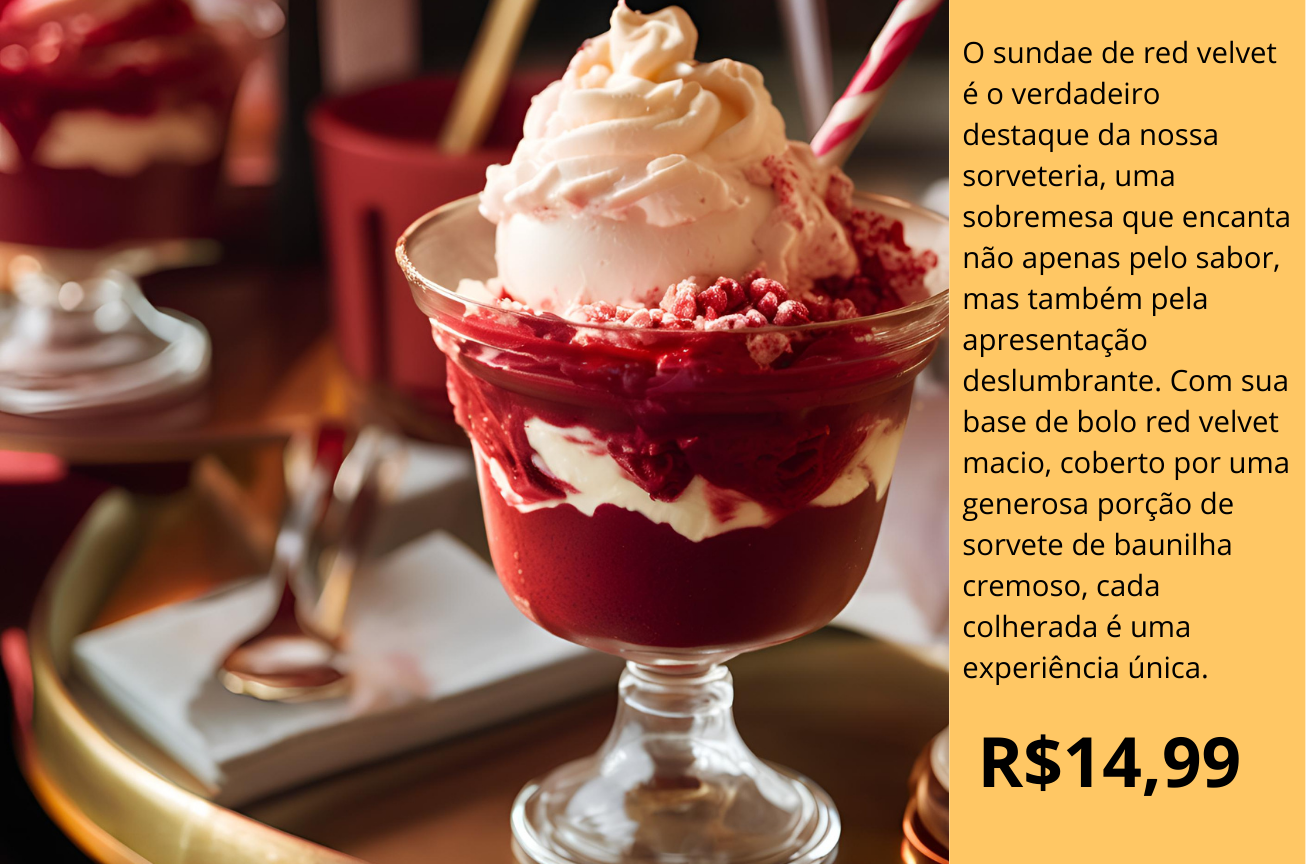 O sundae de red velvet
é o verdadeiro
destaque da nossa
sorveteria, uma
sobremesa que encanta
não apenas pelo sabor,
mas também pela
apresentação
deslumbrante. Com sua
base de bolo red velvet
macio, coberto por uma
generosa porção de
sorvete de baunilha
cremoso, cada
colherada é uma
experiência única.
R$14,99